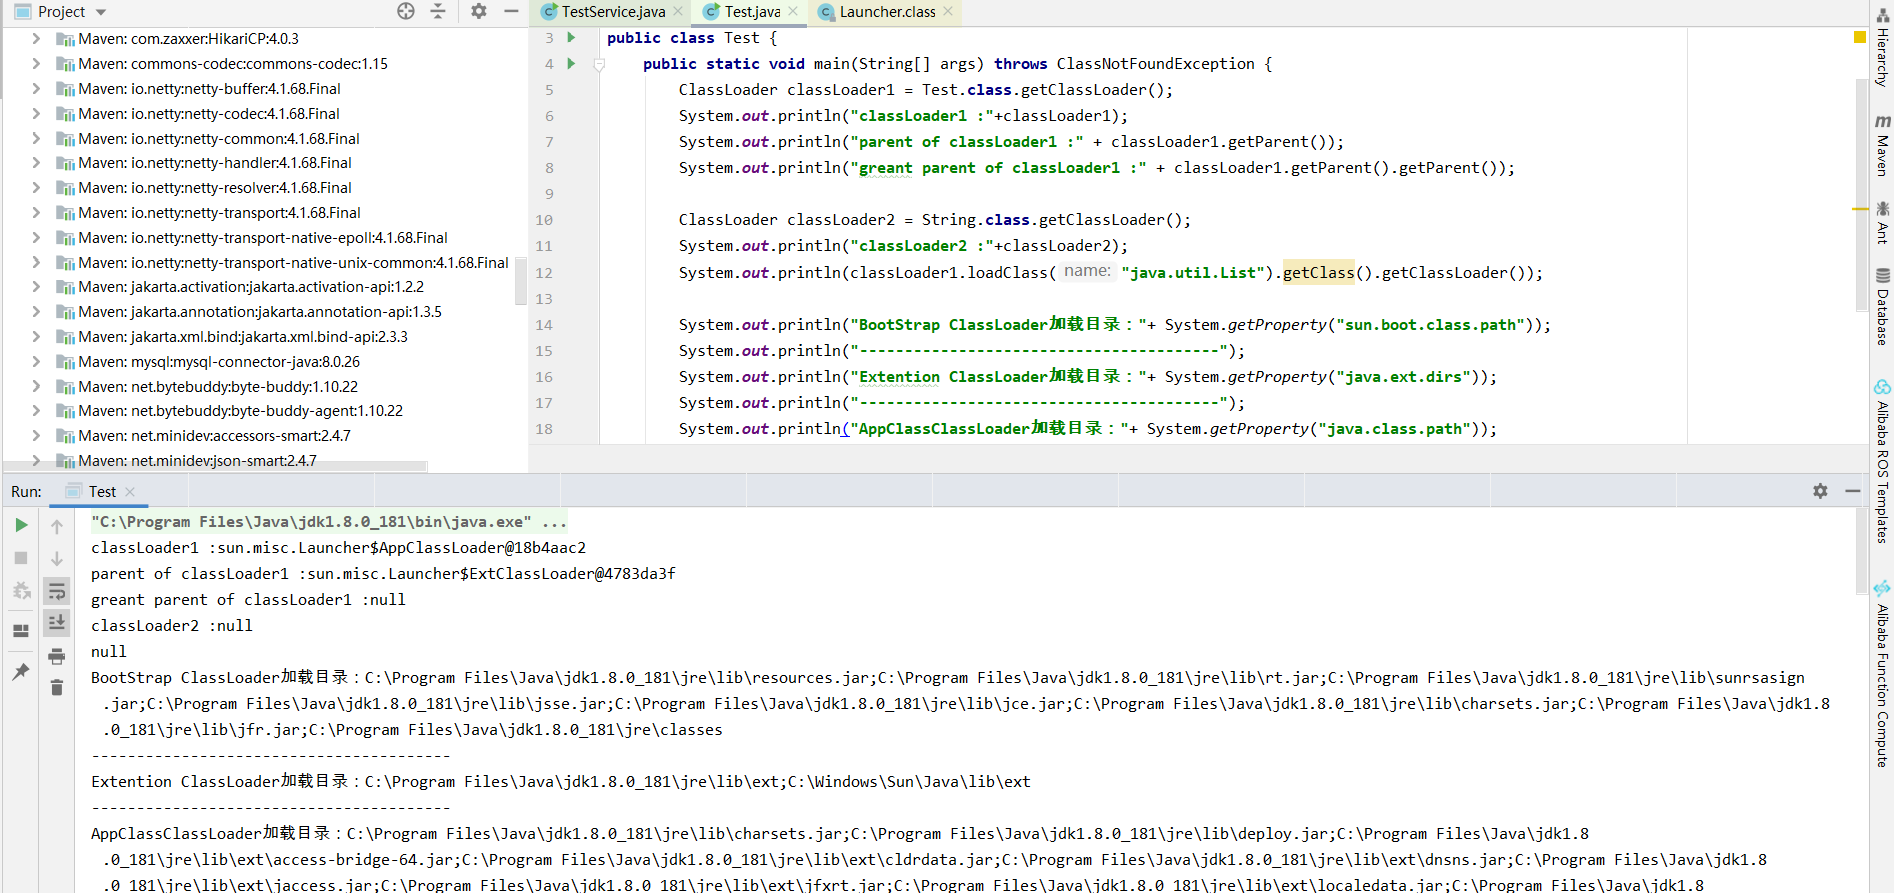 Project
Maven: com.zaxxer:HikariCP:4.0.3
Maven: commons-codec:commons-codec:1.15
Maven: io.netty:netty-buffer:4.1.68.Final
Maven: io.netty:netty-codec:4.1.68.Final
Maven: io.netty:netty-common:4.1.68.Final
Maven: io.netty:netty-handler:4.1.68.Final
Maven: io.netty:netty-resolver:4.1.68.Final
Maven: io.netty:netty-transport:4.1.68.Final
Maven: io.netty:netty-transport-native-epoll:4.1.68.Final
Maven: io.netty:netty-transport-native-unix-common:4.1.68.Final
Maven: jakarta.activation:jakarta.activation-api:1.2.2
Maven: jakarta.annotation:jakarta.annotation-api:1.3.5
Maven: jakarta.xml.bind:jakarta.xml.bind-api:2.3.3
Maven: mysql:mysql-connector-java:8.0.26
Maven: net.bytebuddy:byte-buddy:1.10.22
Maven: net.bytebuddy:byte-buddy-agent:1.10.22
Maven: net.minidev:accessors-smart:2.4.7
Maven: net.minidev:json-smart:2.4.7
TestService.java Test.java Launcher.class
3 public class Test {
4 public static void main(String[] args) throws ClassNotFoundException {
5 ClassLoader classLoader1 = Test.class.getClassLoader();
6 System.out.println("classLoader1 :"+classLoader1);
7 System.out.println("parent of classLoader1 :" + classLoader1.getParent());
8 System.out.println("greant parent of classLoader1 :" + classLoader1.getParent().getParent());
9
10 ClassLoader classLoader2 = String.class.getClassLoader();
11 System.out.println("classLoader2 :"+classLoader2);
12 System.out.println(classLoader1.loadClass( name: "java.util.List").getClass().getClassLoader());
13
14 System.out.println("BootStrap ClassLoader加载目录："+ System.getProperty("sun.boot.class.path"));
15 System.out.println("----------------------------------------");
16 System.out.println("Extention ClassLoader加载目录："+ System.getProperty("java.ext.dirs"));
17 System.out.println("----------------------------------------");
18 System.out.println("AppClassClassLoader加载目录："+ System.getProperty("java.class.path"));
Hierarchy
Maven
Ant
Database
Alibaba ROS Templates
Alibaba Function Compute
Run: Test
"C:\Program Files\Java\jdk1.8.0_181\bin\java.exe" ...
classLoader1 :sun.misc.Launcher$AppClassLoader@18b4aac2
parent of classLoader1 :sun.misc.Launcher$ExtClassLoader@4783da3f
greant parent of classLoader1 :null
classLoader2 :null
null
BootStrap ClassLoader加载目录：C:\Program Files\Java\jdk1.8.0_181\jre\lib\resources.jar;C:\Program Files\Java\jdk1.8.0_181\jre\lib\rt.jar;C:\Program Files\Java\jdk1.8.0_181\jre\lib\sunrsasign
.jar;C:\Program Files\Java\jdk1.8.0_181\jre\lib\jsse.jar;C:\Program Files\Java\jdk1.8.0_181\jre\lib\jce.jar;C:\Program Files\Java\jdk1.8.0_181\jre\lib\charsets.jar;C:\Program Files\Java\jdk1.8
.0_181\jre\lib\jfr.jar;C:\Program Files\Java\jdk1.8.0_181\jre\classes
----------------------------------------
Extention ClassLoader加载目录：C:\Program Files\Java\jdk1.8.0_181\jre\lib\ext;C:\Windows\Sun\Java\lib\ext
----------------------------------------
AppClassClassLoader加载目录：C:\Program Files\Java\jdk1.8.0_181\jre\lib\charsets.jar;C:\Program Files\Java\jdk1.8.0_181\jre\lib\deploy.jar;C:\Program Files\Java\jdk1.8
.0_181\jre\lib\ext\access-bridge-64.jar;C:\Program Files\Java\jdk1.8.0_181\jre\lib\ext\cldrdata.jar;C:\Program Files\Java\jdk1.8.0_181\jre\lib\ext\dnsns.jar;C:\Program Files\Java\jdk1.8
.0_181\jre\lib\ext\jaccess.jar;C:\Program Files\Java\jdk1.8.0_181\jre\lib\ext\jfxrt.jar;C:\Program Files\Java\jdk1.8.0_181\jre\lib\ext\localedata.jar;C:\Program Files\Java\jdk1.8